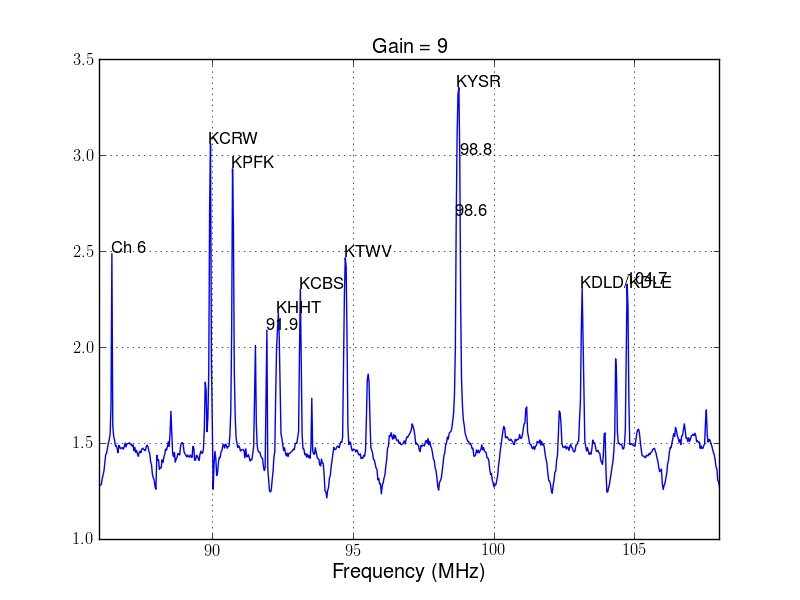 Gain = 9
3.5
KYSR
KCRW
3.0
98.8
KPFK
98.6
2.5
Ch 6
KTWV
KCBS
KDLD/KDLE
104.7
KHHT
91.9
2.0
1.5
1.0
90
95
100
105
Frequency (MHz)